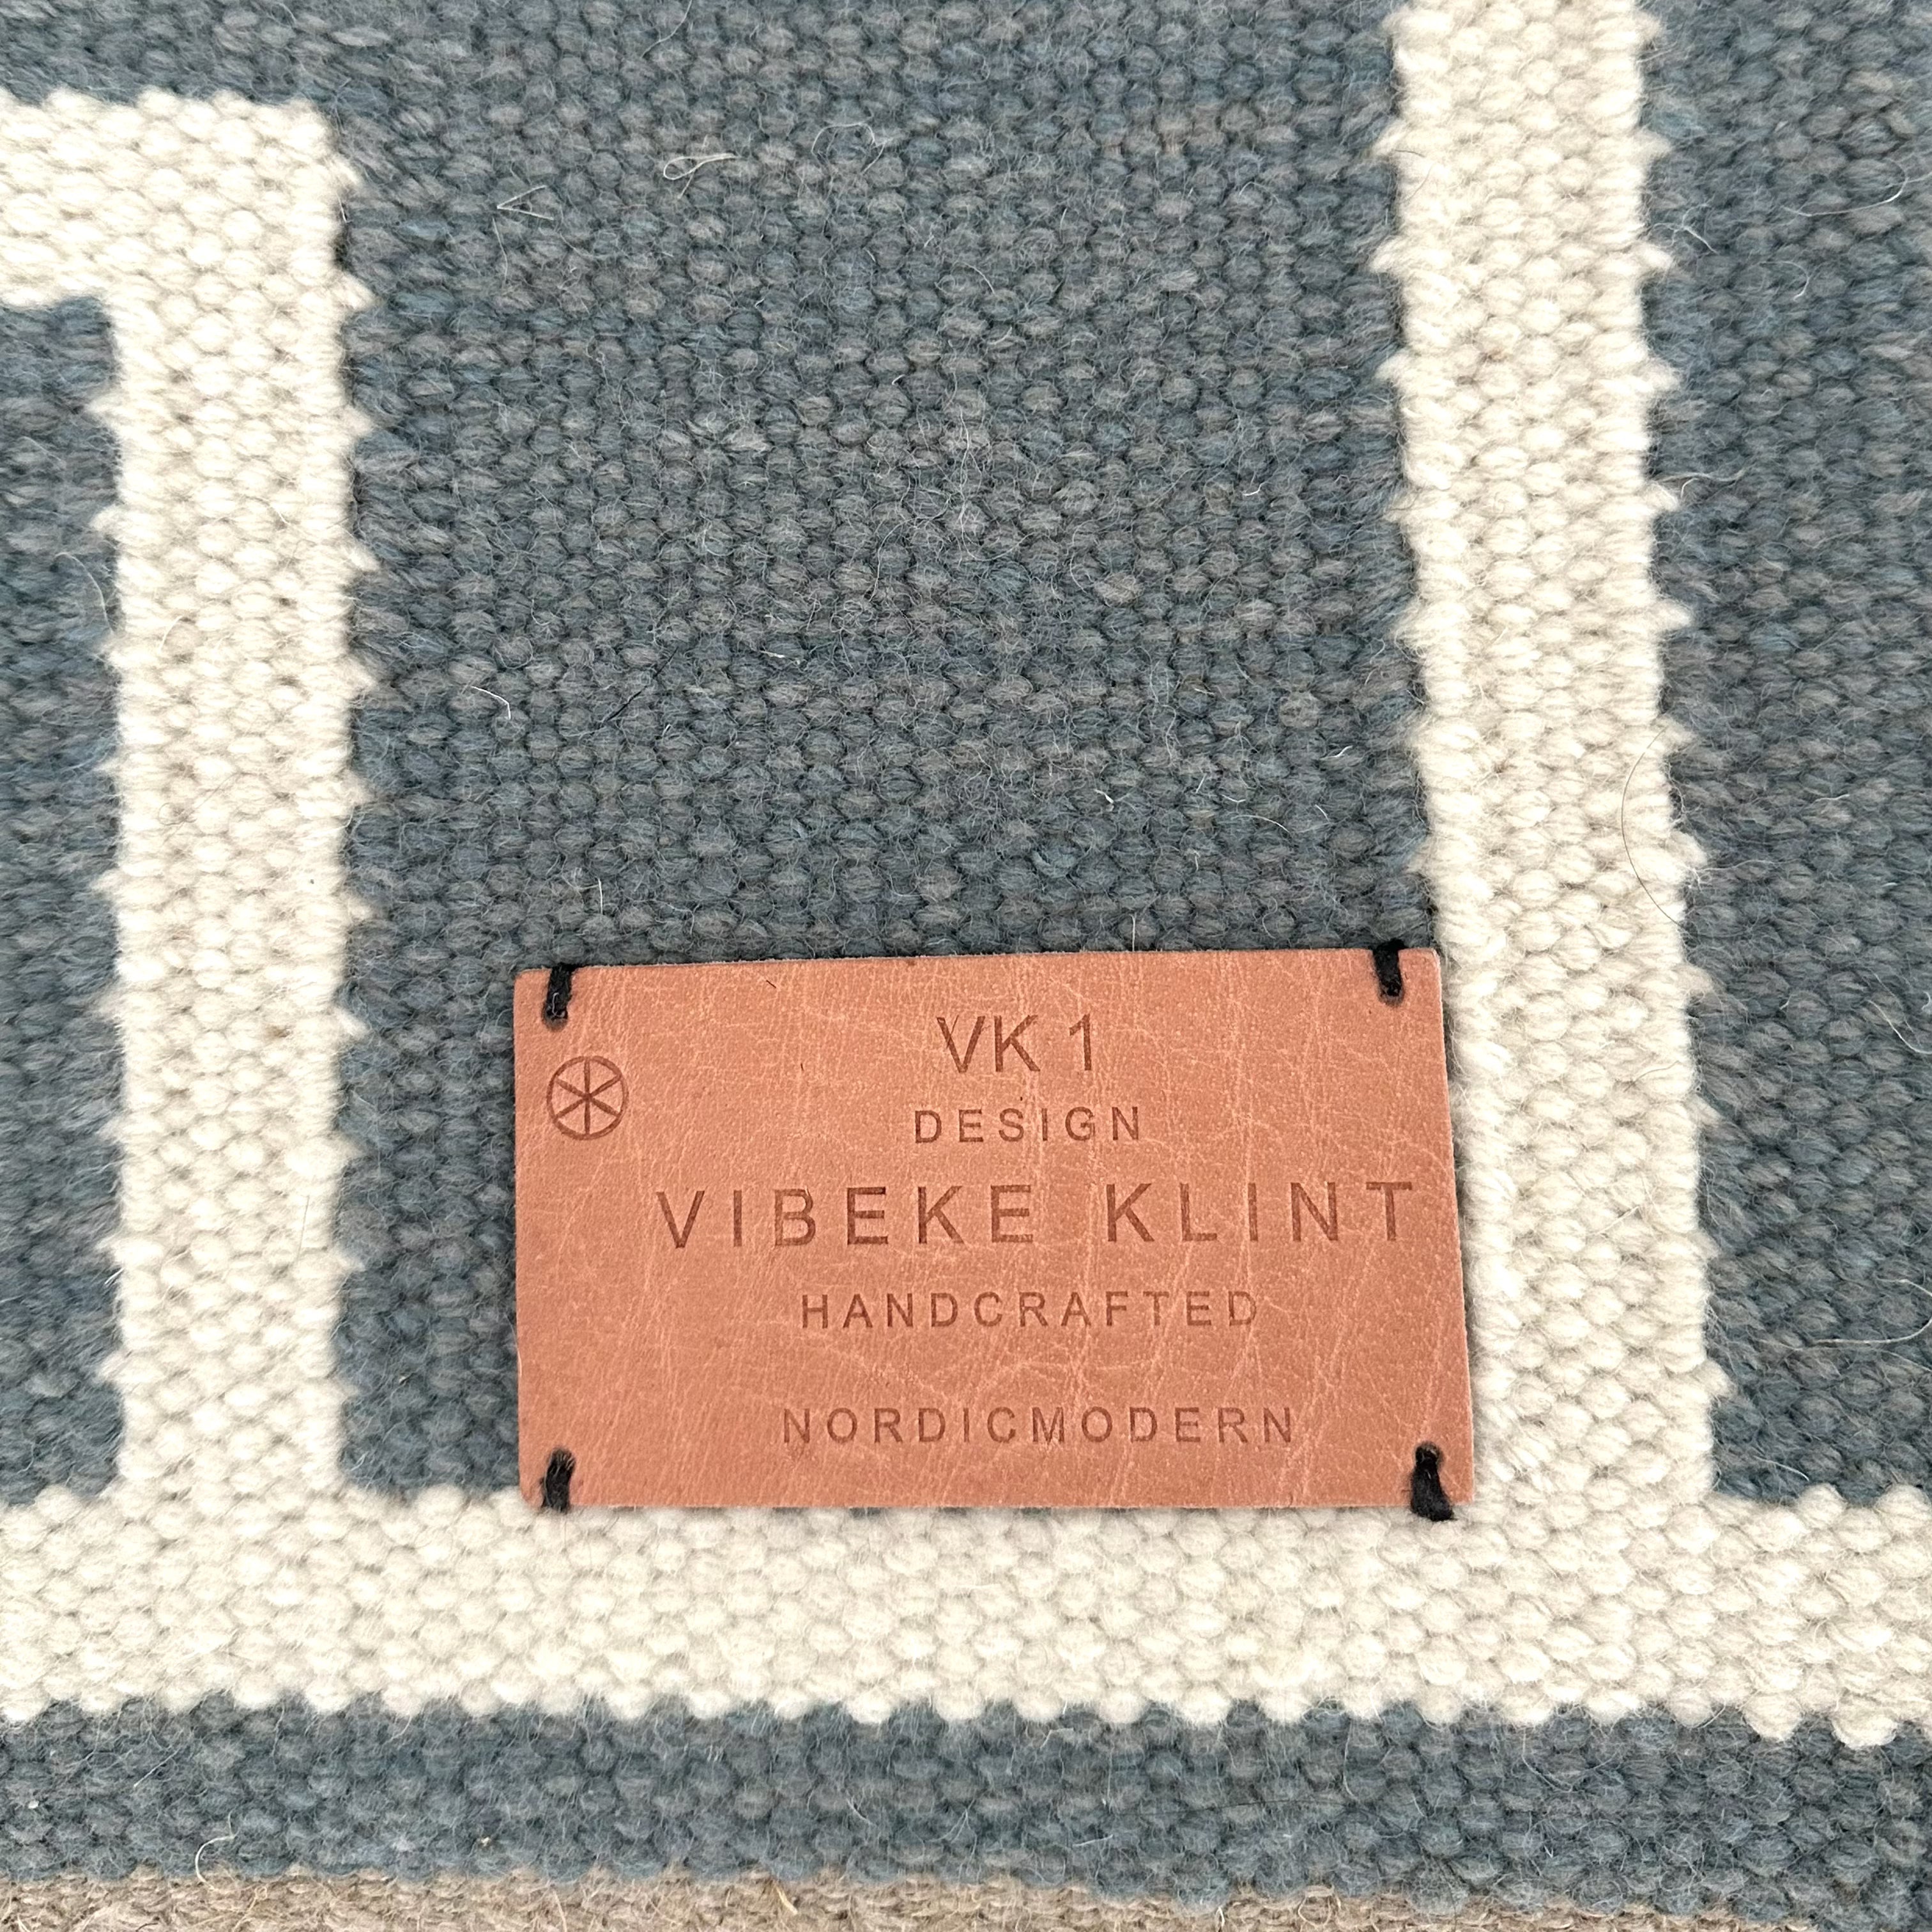 VK 1
DESIGN
VIBEKE KLINT
HANDCRAFTED
NORDICMODERN